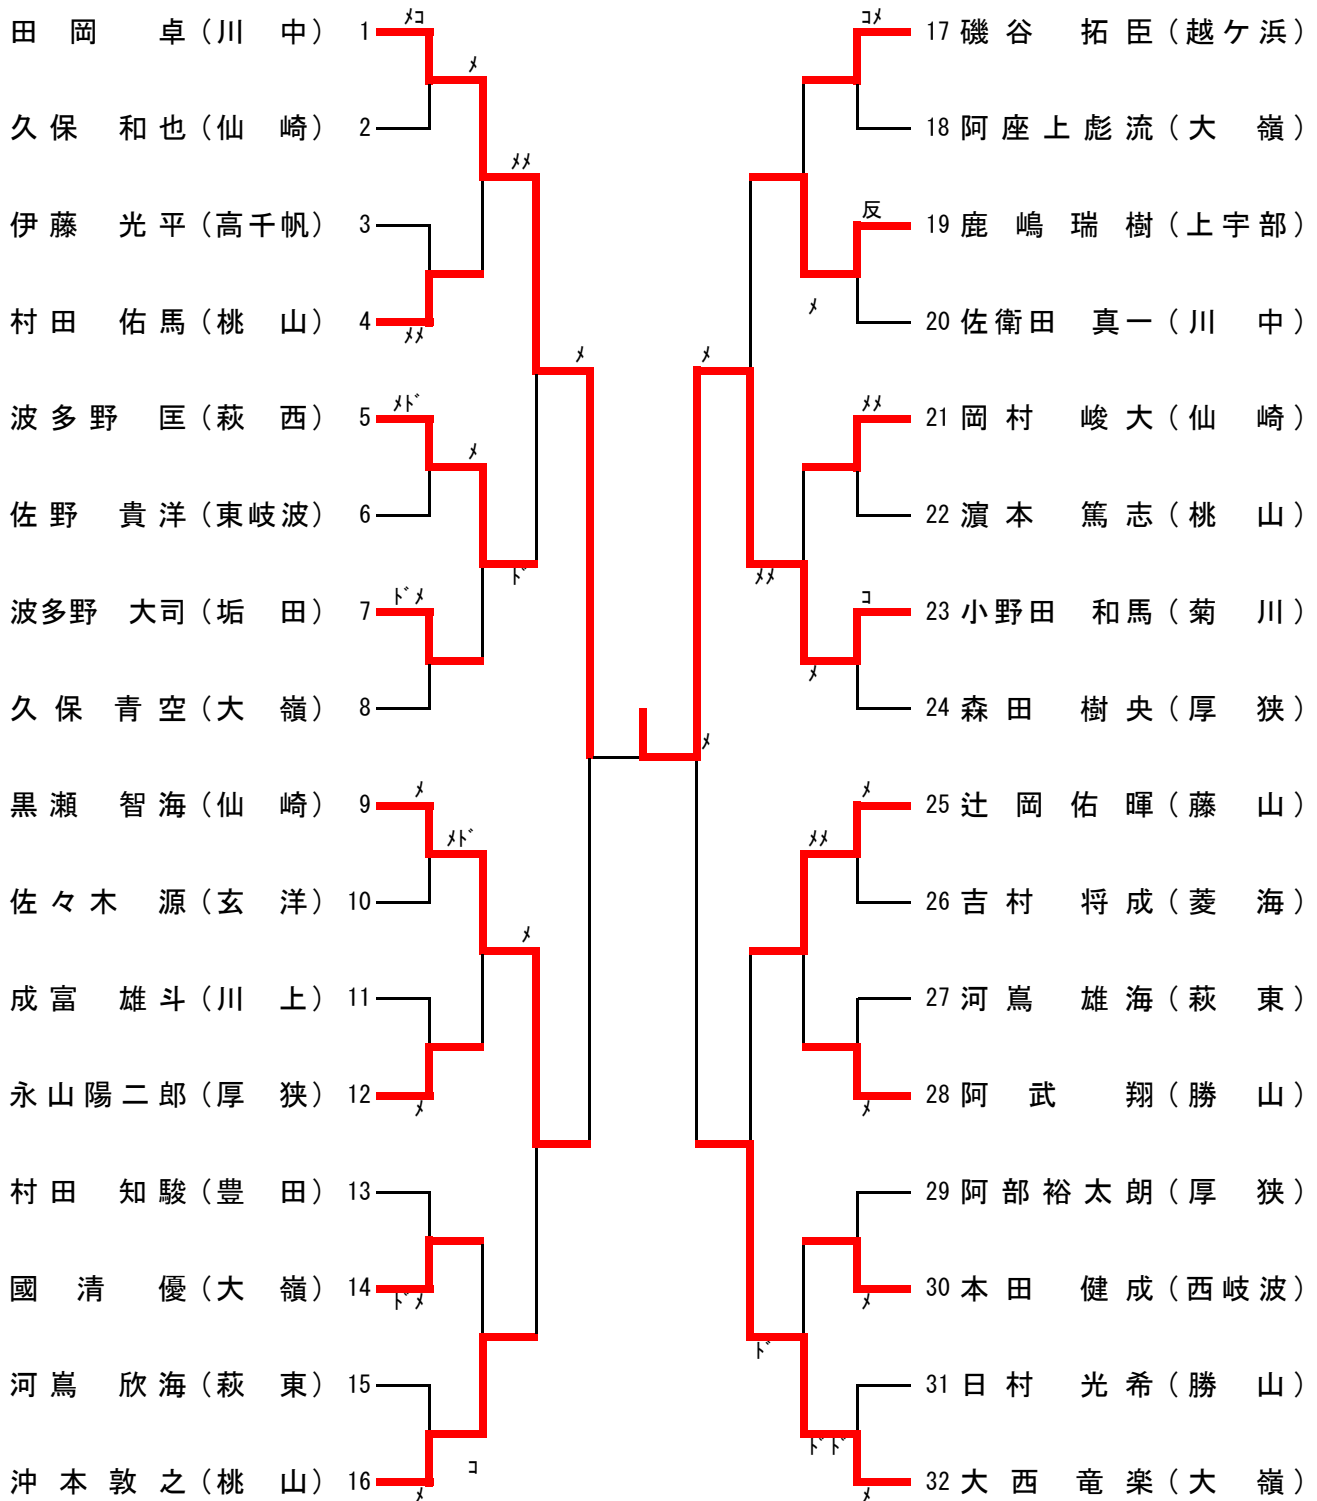 メコ
田岡 卓（川中） 1
メ
久保 和也（仙崎） 2
メメ
伊藤 光平（高千帆） 3
村田 佑馬（桃山） 4
メメ
メ
メド
波多野 匡（萩西） 5
メ
佐野 貴洋（東岐波） 6
ド
ドメ
波多野 大司（垢田） 7
久保 青空（大嶺） 8
メ
黒瀬 智海（仙崎） 9
メド
佐々木 源（玄洋） 10
メ
成富 雄斗（川上） 11
永山陽二郎（厚狭） 12
メ
村田 知駿（豊田） 13
國清 優（大嶺） 14
ドメ
河嶌 欣海（萩東） 15
コ
沖本敦之（桃山） 16
メ
コメ
17 磯谷 拓臣（越ケ浜）
18 阿座上彪流（大嶺）
反
19 鹿嶋瑞樹（上宇部）
メ
20 佐衛田 真一（川中）
メ
メメ
21 岡村 峻大（仙崎）
22 濵本 篤志（桃山）
メメ
コ
23 小野田 和馬（菊川）
メ
24 森田 樹央（厚狭）
メ
メ
25 辻岡佑暉（藤山）
メメ
26 吉村 将成（菱海）
27 河嶌 雄海（萩東）
28 阿武 翔（勝山）
メ
29 阿部裕太朗（厚狭）
30 本田 健成（西岐波）
メ
ド
31 日村 光希（勝山）
ドド
32 大西竜楽（大嶺）
メ